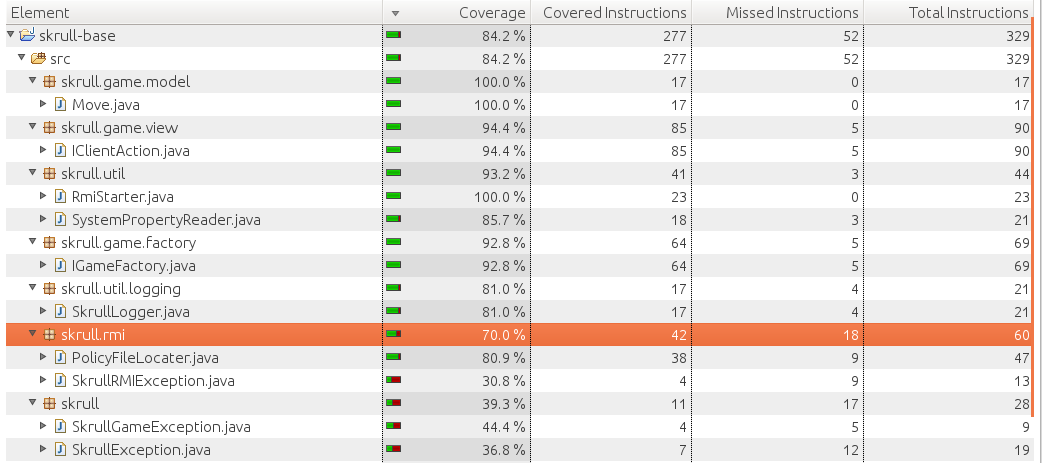 Element Coverage Covered Instructions Missed Instructions Total Instructions
skrull-base 84.2 % 277 52 329
src 84.2 % 277 52 329
skrull.game.model 100.0 % 17 0 17
Move.java 100.0 % 17 0 17
skrull.game.view 94.4 % 85 5 90
IClientAction.java 94.4 % 85 5 90
skrull.util 93.2 % 41 3 44
RmiStarter.java 100.0 % 23 0 23
SystemPropertyReader.java 85.7 % 18 3 21
skrull.game.factory 92.8 % 64 5 69
IGameFactory.java 92.8 % 64 5 69
skrull.util.logging 81.0 % 17 4 21
SkrullLogger.java 81.0 % 17 4 21
skrull.rmi 70.0 % 42 18 60
PolicyFileLocater.java 80.9 % 38 9 47
SkrullRMIException.java 30.8 % 4 9 13
skrull 39.3 % 11 17 28
SkrullGameException.java 44.4 % 4 5 9
SkrullException.java 36.8 % 7 12 19